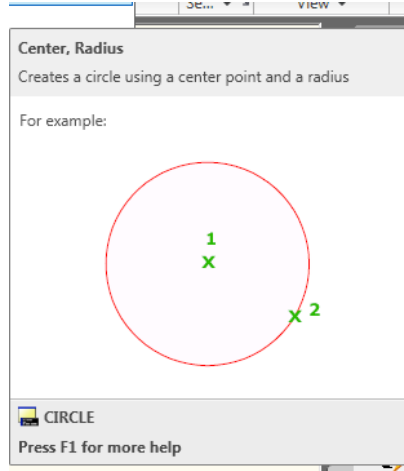 Se...
View
Center, Radius
Creates a circle using a center point and a radius
For example:
1
X
X 2
CIRCLE
Press F1 for more help